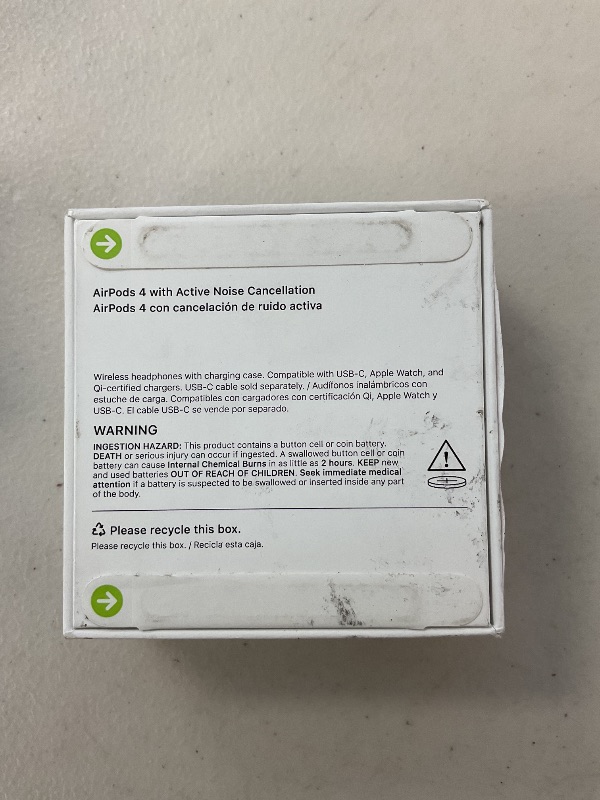 AirPods 4 with Active Noise Cancellation
AirPods 4 con cancelación de ruido activa
Wireless headphones with charging case. Compatible with USB-C, Apple Watch, and
Qi-certified chargers. USB-C cable sold separately. / Audífonos inalámbricos con
estuche de carga. Compatibles con cargadores con certificación Qi, Apple Watch y
USB-C. El cable USB-C se vende por separado.
WARNING
INGESTION HAZARD: This product contains a button cell or coin battery.
DEATH or serious injury can occur if ingested. A swallowed button cell or coin
battery can cause Internal Chemical Burns in as little as 2 hours. KEEP new
and used batteries OUT OF REACH OF CHILDREN. Seek immediate medical
attention if a battery is suspected to be swallowed or inserted inside any part
of the body.
Please recycle this box.
Please recycle this box. / Recicla esta caja.